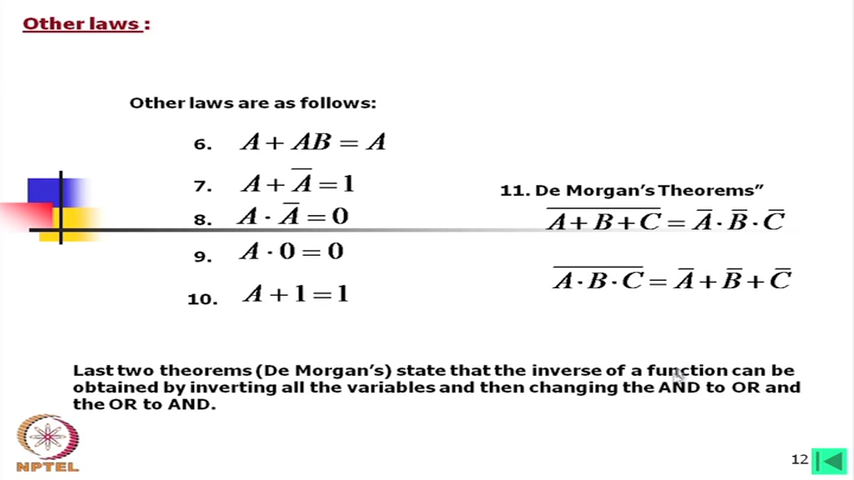 Other laws :
Other laws are as follows:
6. A + AB = A
7. A + A̅ = 1
8. A · A̅ = 0
9. A · 0 = 0
10. A + 1 = 1
11. De Morgan's Theorems"
\overline{A + B + C} = A̅ · B̅ · C̅
\overline{A · B · C} = A̅ + B̅ + C̅
Last two theorems (De Morgan's) state that the inverse of a function can be
obtained by inverting all the variables and then changing the AND to OR and
the OR to AND.
NPTEL
12